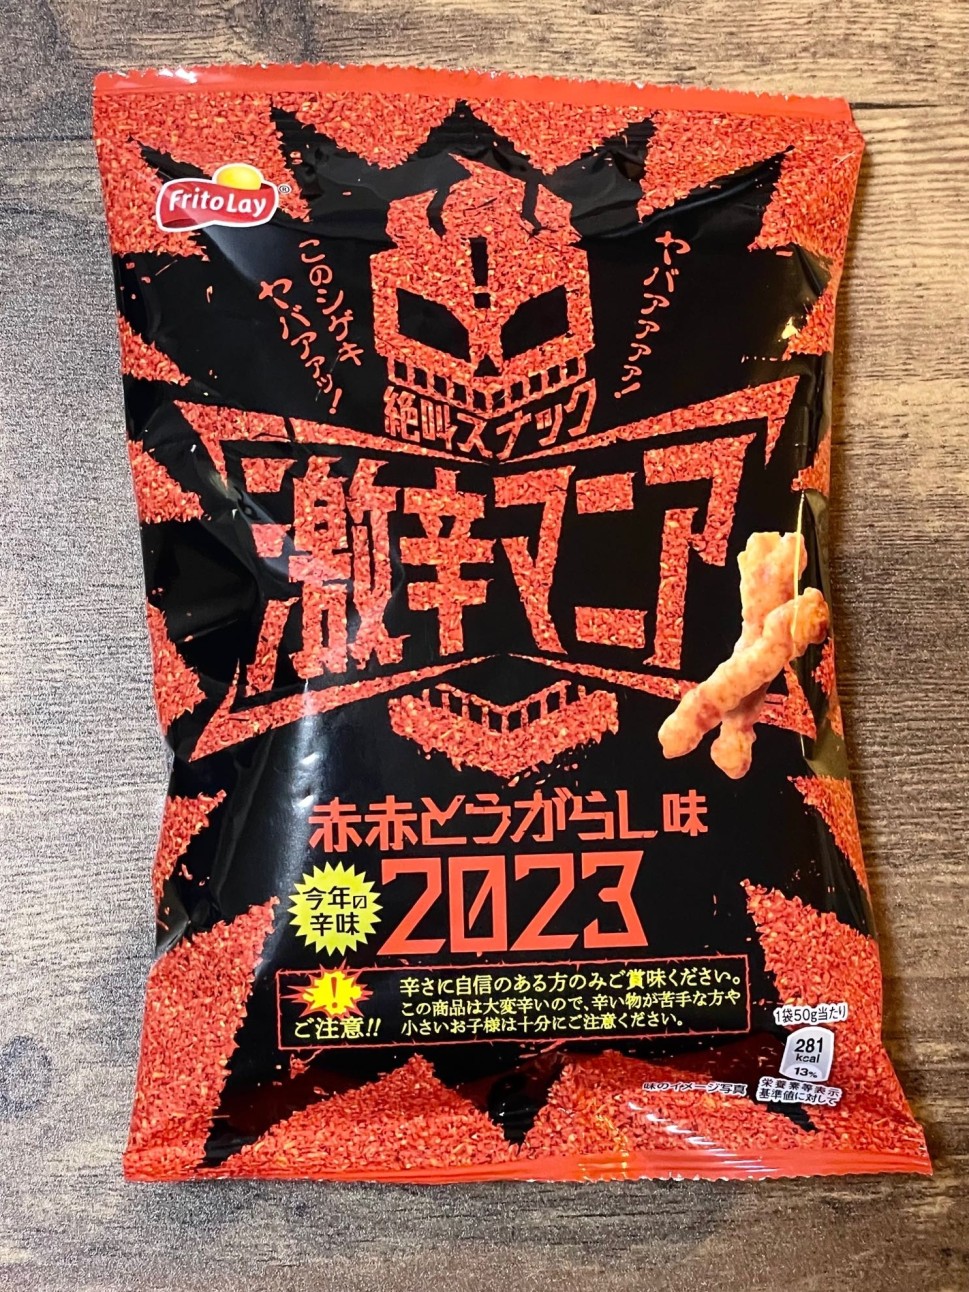 Frito Lay
®
このシゲキ
ヤバアァッ!
ヤバアァァァ!
絶叫スナック
激辛マニア
赤赤とうがらし味
2023
今年の
辛味
!
ご注意!!
辛さに自信のある方のみご賞味ください。
この商品は大変辛いので、辛い物が苦手な方や
小さいお子様は十分にご注意ください。
1袋50g当たり
281
kcal
13%
味のイメージ写真
栄養素等表示
基準値に対して